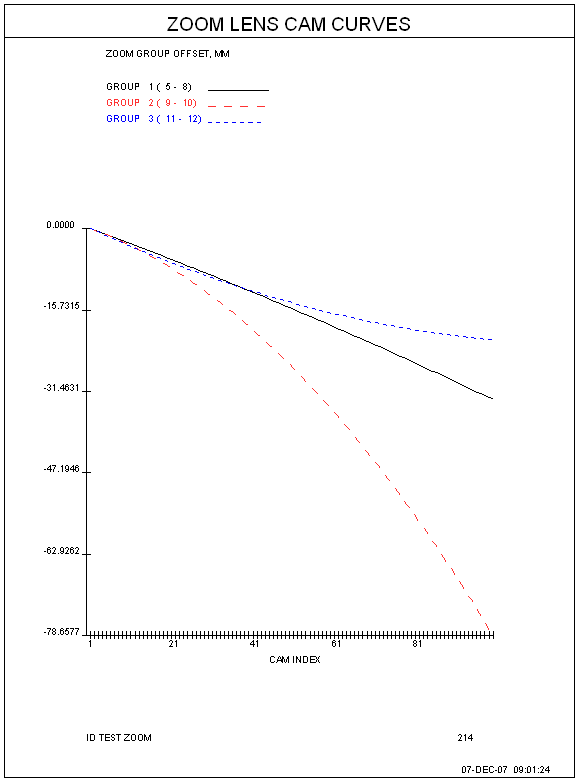 ZOOM LENS CAM CURVES
ZOOM GROUP OFFSET, MM
GROUP 1 ( 5 - 8)
GROUP 2 ( 9 - 10)
GROUP 3 ( 11 - 12)
0.0000
-15.7315
-31.4631
-47.1946
-62.9262
-78.6577
1 21 41 61 81
CAM INDEX
ID TEST ZOOM 214
07-DEC-07 09:01:24